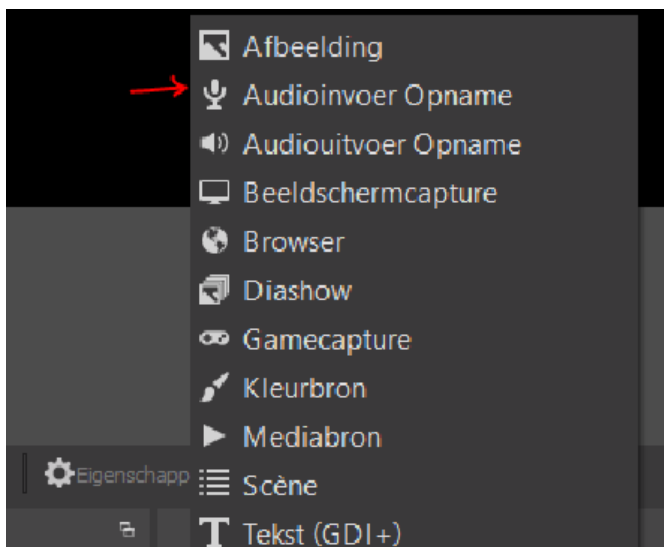 Afbeelding
Audioinvoer Opname
Audiouitvoer Opname
Beeldschermcapture
Browser
Diashow
Gamecapture
Kleurbron
Mediabron
Eigenschapp
Scène
Tekst (GDI+)